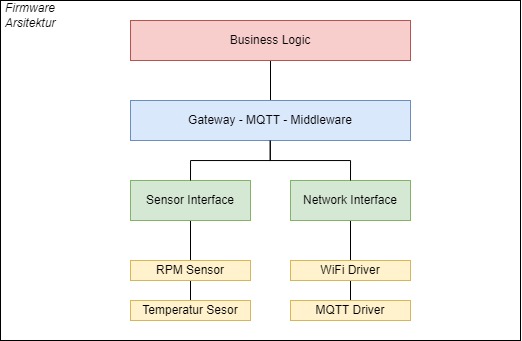 Firmware
Arsitektur
Business Logic
Gateway - MQTT - Middleware
Sensor Interface
Network Interface
RPM Sensor
WiFi Driver
Temperatur Sesor
MQTT Driver